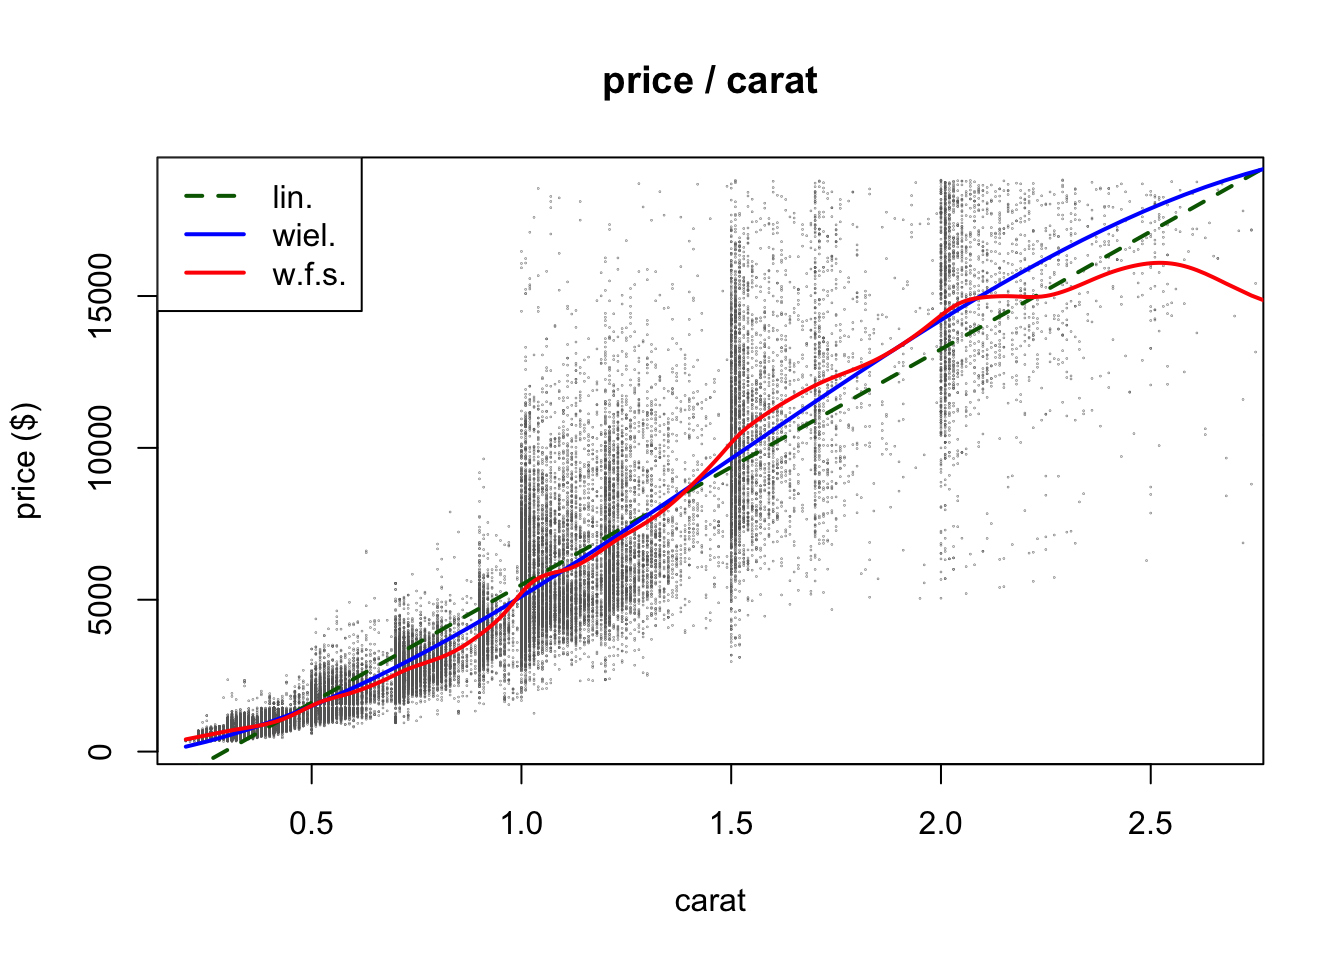 price / carat
lin.
wiel.
w.f.s.
price ($)
15000
10000
5000
0
0.5 1.0 1.5 2.0 2.5
carat